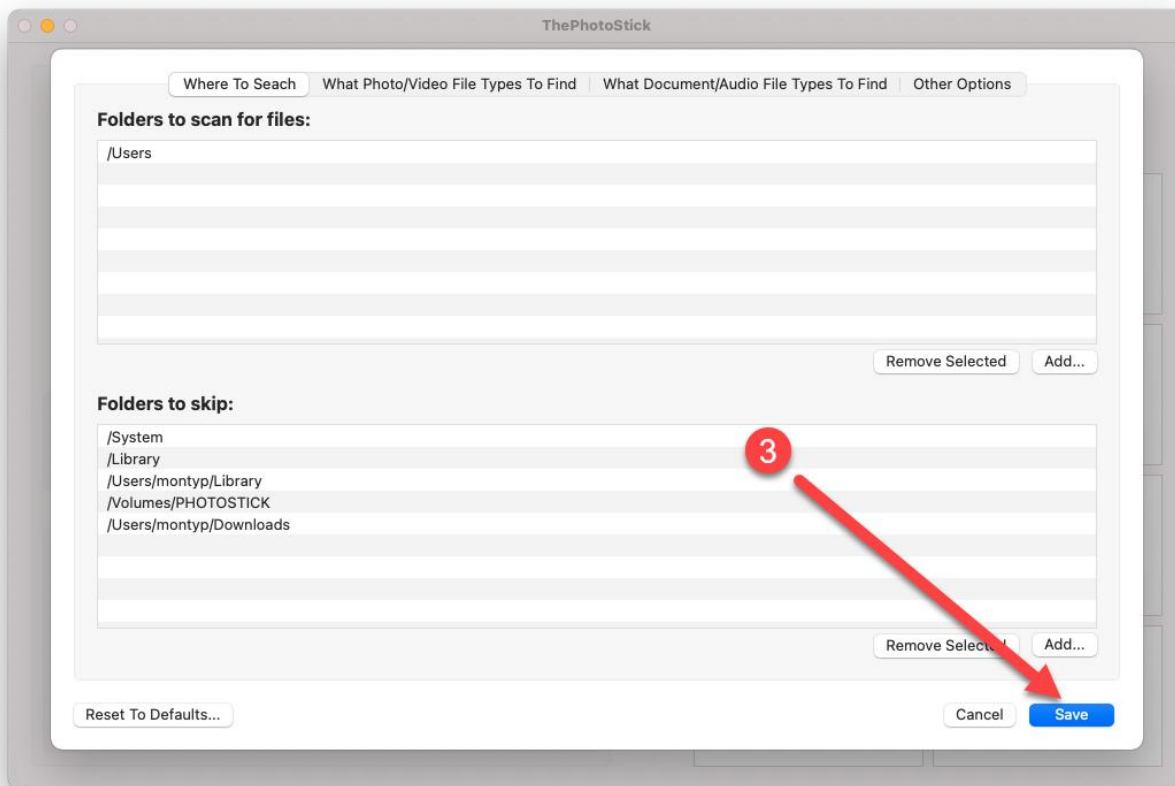 ThePhotoStick
Where To Seach What Photo/Video File Types To Find What Document/Audio File Types To Find Other Options
Folders to scan for files:
/Users
Remove Selected Add...
Folders to skip:
/System
/Library
/Users/montyp/Library
/Volumes/PHOTOSTICK
/Users/montyp/Downloads
3
Remove Selected Add...
Reset To Defaults... Cancel Save